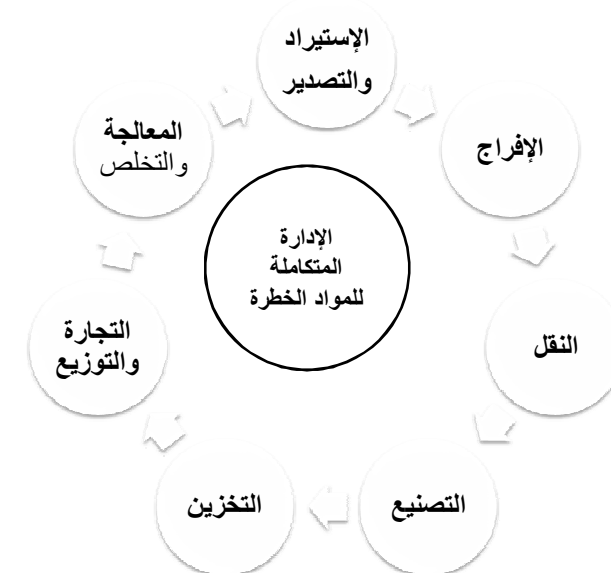 الإستيراد
والتصدير
الإفراج
النقل
التصنيع
التخزين
التجارة
والتوزيع
المعالجة
والتخلص
الإدارة
المتكاملة
للمواد الخطرة